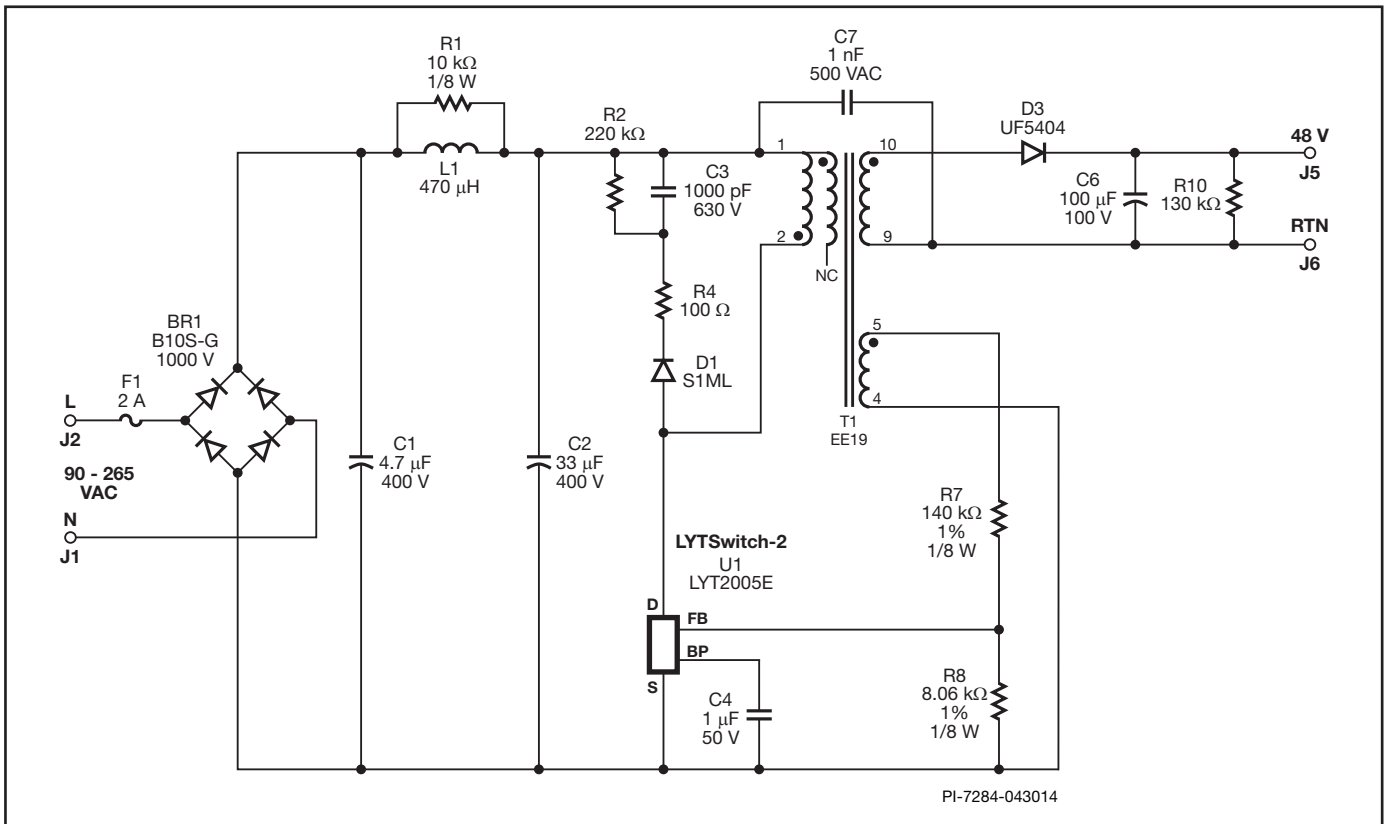 R1
10 kΩ
1/8 W
L1
470 μH
R2
220 kΩ
C3
1000 pF
630 V
C7
1 nF
500 VAC
1
2
NC
10
9
D3
UF5404
48 V
J5
C6
100 μF
100 V
R10
130 kΩ
RTN
J6
R4
100 Ω
D1
S1ML
5
4
T1
EE19
BR1
B10S-G
1000 V
F1
2 A
L
J2
90 - 265
VAC
N
J1
C1
4.7 μF
400 V
C2
33 μF
400 V
LYTSwitch-2
U1
LYT2005E
D
FB
BP
S
C4
1 μF
50 V
R7
140 kΩ
1%
1/8 W
R8
8.06 kΩ
1%
1/8 W
PI-7284-043014